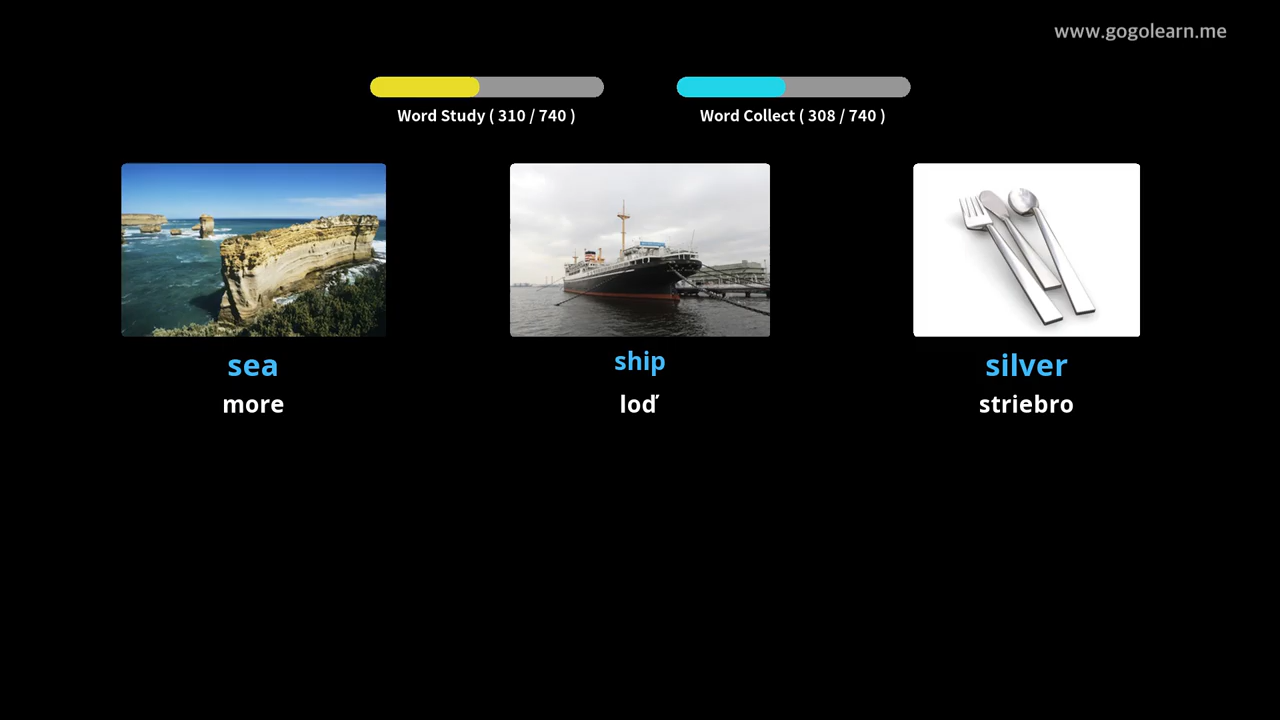 www.gogolearn.me
Word Study ( 310 / 740 )
Word Collect ( 308 / 740 )
sea
more
ship
loď
silver
striebro